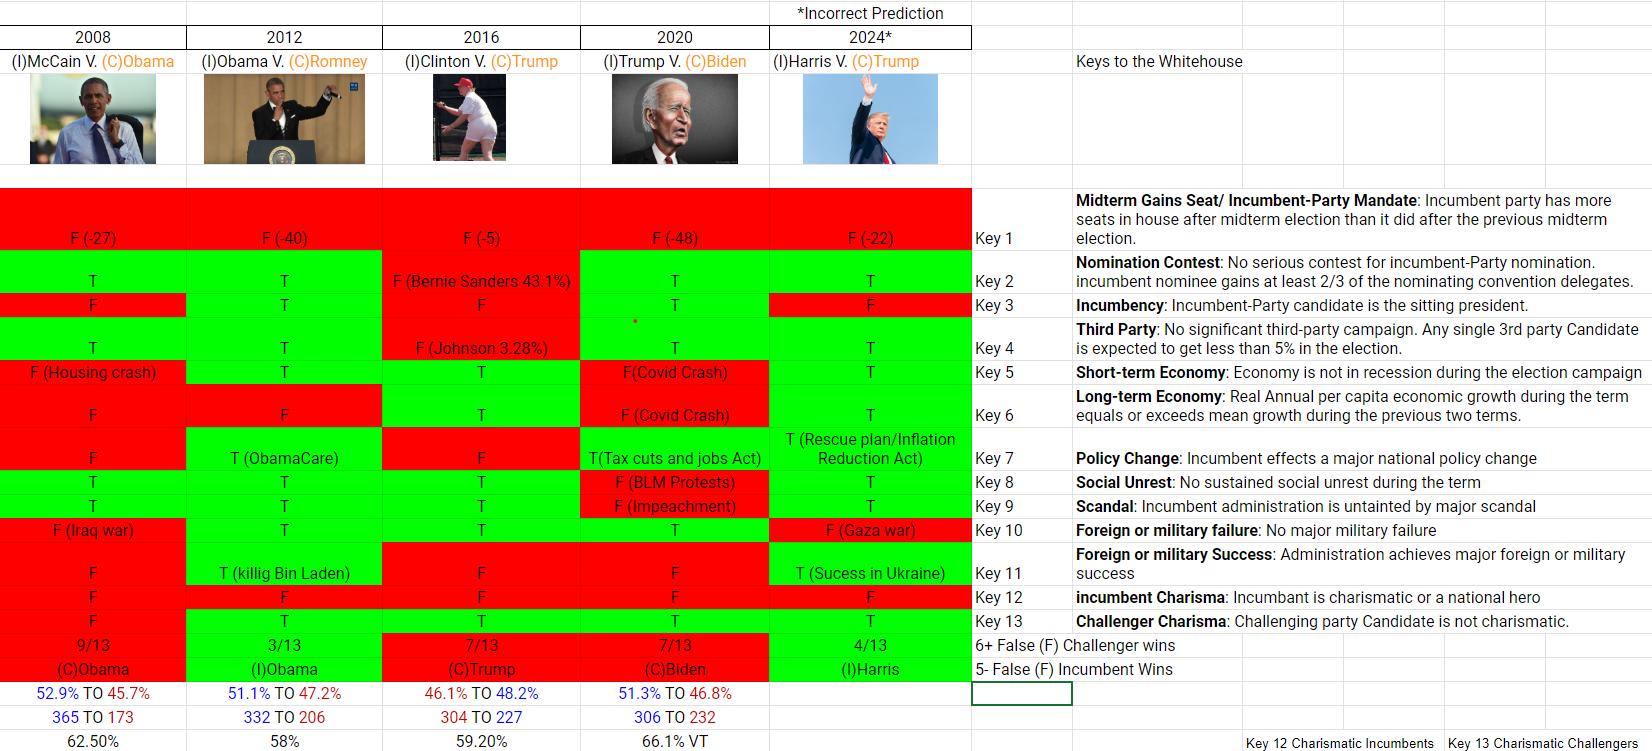 *Incorrect Prediction
2008 2012 2016 2020 2024*
(I)McCain V. (C)Obama (I)Obama V. (C)Romney (I)Clinton V. (C)Trump (I)Trump V. (C)Biden (I)Harris V. (C)Trump Keys to the Whitehouse
Midterm Gains Seat/ Incumbent-Party Mandate: Incumbent party has more
seats in house after midterm election than it did after the previous midterm
F (-27) F (-40) F (-5) F (-48) F (-22) Key 1 election.
Nomination Contest: No serious contest for incumbent-Party nomination.
T T F (Bernie Sanders 43.1%) T T Key 2 incumbent nominee gains at least 2/3 of the nominating convention delegates.
F T F T F Key 3 Incumbency: Incumbent-Party candidate is the sitting president.
Third Party: No significant third-party campaign. Any single 3rd party Candidate
T T F (Johnson 3.28%) T T Key 4 is expected to get less than 5% in the election.
F (Housing crash) T T F(Covid Crash) T Key 5 Short-term Economy: Economy is not in recession during the election campaign
Long-term Economy: Real Annual per capita economic growth during the term
F F T F (Covid Crash) T Key 6 equals or exceeds mean growth during the previous two terms.
T (Rescue plan/Inflation
F T (ObamaCare) F T(Tax cuts and jobs Act) Reduction Act) Key 7 Policy Change: Incumbent effects a major national policy change
T T T F (BLM Protests) T Key 8 Social Unrest: No sustained social unrest during the term
T T T F (Impeachment) T Key 9 Scandal: Incumbent administration is untainted by major scandal
F (Iraq war) T T T F (Gaza war) Key 10 Foreign or military failure: No major military failure
Foreign or military Success: Administration achieves major foreign or military
F T (killig Bin Laden) F F T (Sucess in Ukraine) Key 11 success
F F F F F Key 12 incumbent Charisma: Incumbant is charismatic or a national hero
F T T T T Key 13 Challenger Charisma: Challenging party Candidate is not charismatic.
9/13 3/13 7/13 7/13 4/13 6+ False (F) Challenger wins
(C)Obama (I)Obama (C)Trump (C)Biden (I)Harris 5- False (F) Incumbent Wins
52.9% TO 45.7% 51.1% TO 47.2% 46.1% TO 48.2% 51.3% TO 46.8%
365 TO 173 332 TO 206 304 TO 227 306 TO 232
62.50% 58% 59.20% 66.1% VT Key 12 Charismatic Incumbents Key 13 Charismatic Challengers